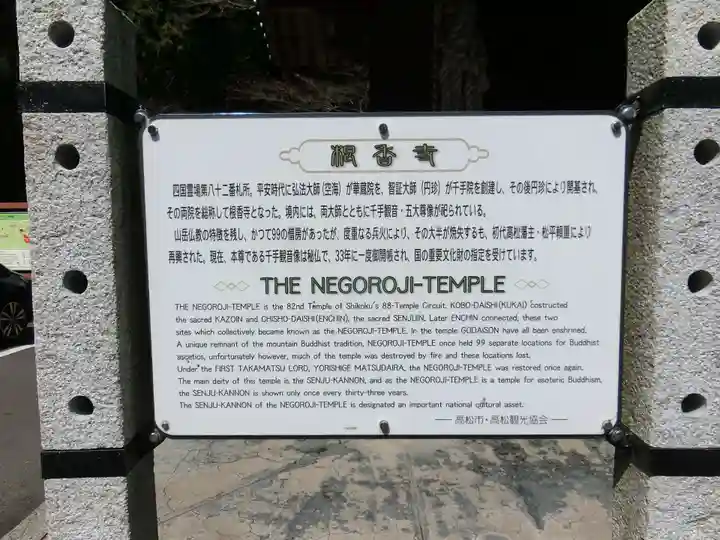 根香寺
四国霊場第八十二番札所。平安時代に弘法大師(空海)が華蔵院を、智証大師(円珍)が千手院を創建し、その後円珍により開基され、
その両院を総称して根香寺となった。境内には、両大師とともに千手観音・五大尊像が祀られている。
山岳仏教の特徴を残し、かつて99の僧房があったが、度重なる兵火により、その大半が焼失するも、初代高松藩主・松平頼重により
再興された。現在、本尊である千手観音像は秘仏で、33年に一度御開帳され、国の重要文化財の指定を受けています。
THE NEGOROJI-TEMPLE
THE NEGOROJI-TEMPLE is the 82nd Temple of Shikoku's 88-Temple Circuit. KOBO-DAISHI(KUKAI) costructed
the sacred KAZOIN and CHISHO-DAISHI(ENCHIN), the sacred SENJUIN. Later ENCHIN connected, these two
sites which collectively became known as the NEGOROJI-TEMPLE. In the temple GODAISON have all been enshrined.
A unique remnant of the mountain Buddhist tradition, NEGOROJI-TEMPLE once held 99 separate locations for Buddhist
ascetics, unfortunately however, much of the temple was destroyed by fire and these locations lost.
Under the FIRST TAKAMATSU LORD, YORISHIGE MATSUDAIRA, the NEGOROJI-TEMPLE was restored once again.
The main deity of this temple is the SENJU-KANNON, and as the NEGOROJI-TEMPLE is a temple for esoteric Buddhism,
the SENJU-KANNON is shown only once every thirty-three years.
The SENJU-KANNON of the NEGOROJI-TEMPLE is designated an important national cultural asset.
高松市・高松観光協会